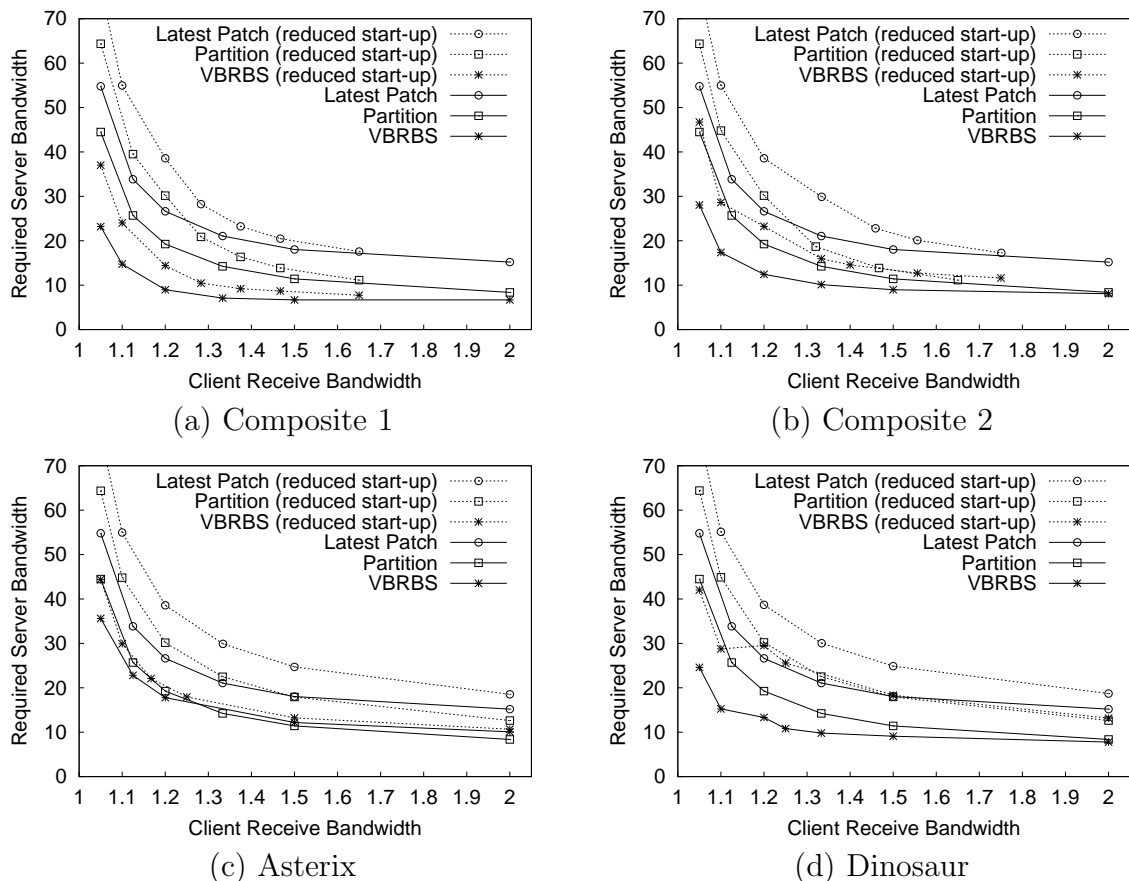 70
60
50
40
30
20
10
0
Required Server Bandwidth
Latest Patch (reduced start-up)
Partition (reduced start-up)
VBRBS (reduced start-up)
Latest Patch
Partition
VBRBS
1 1.1 1.2 1.3 1.4 1.5 1.6 1.7 1.8 1.9 2
Client Receive Bandwidth
(a) Composite 1
70
60
50
40
30
20
10
0
Required Server Bandwidth
Latest Patch (reduced start-up)
Partition (reduced start-up)
VBRBS (reduced start-up)
Latest Patch
Partition
VBRBS
1 1.1 1.2 1.3 1.4 1.5 1.6 1.7 1.8 1.9 2
Client Receive Bandwidth
(b) Composite 2
70
60
50
40
30
20
10
0
Required Server Bandwidth
Latest Patch (reduced start-up)
Partition (reduced start-up)
VBRBS (reduced start-up)
Latest Patch
Partition
VBRBS
1 1.1 1.2 1.3 1.4 1.5 1.6 1.7 1.8 1.9 2
Client Receive Bandwidth
(c) Asterix
70
60
50
40
30
20
10
0
Required Server Bandwidth
Latest Patch (reduced start-up)
Partition (reduced start-up)
VBRBS (reduced start-up)
Latest Patch
Partition
VBRBS
1 1.1 1.2 1.3 1.4 1.5 1.6 1.7 1.8 1.9 2
Client Receive Bandwidth
(d) Dinosaur